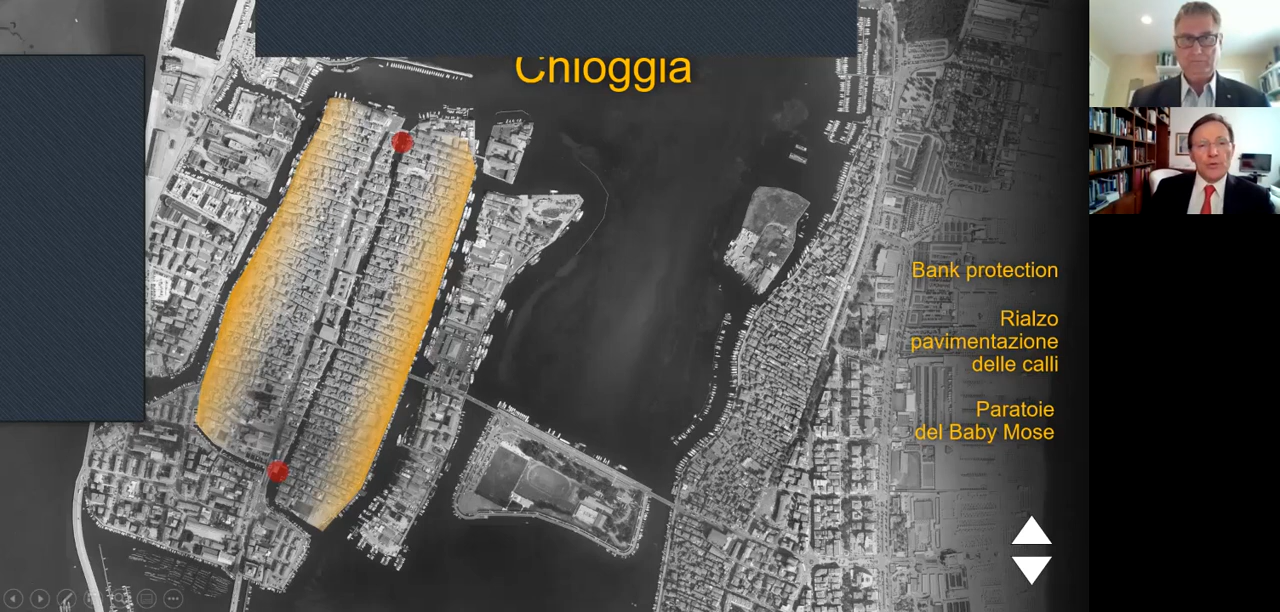 Chioggia
Bank protection
Rialzo
pavimentazione
delle calli
Paratoie
del Baby Mose